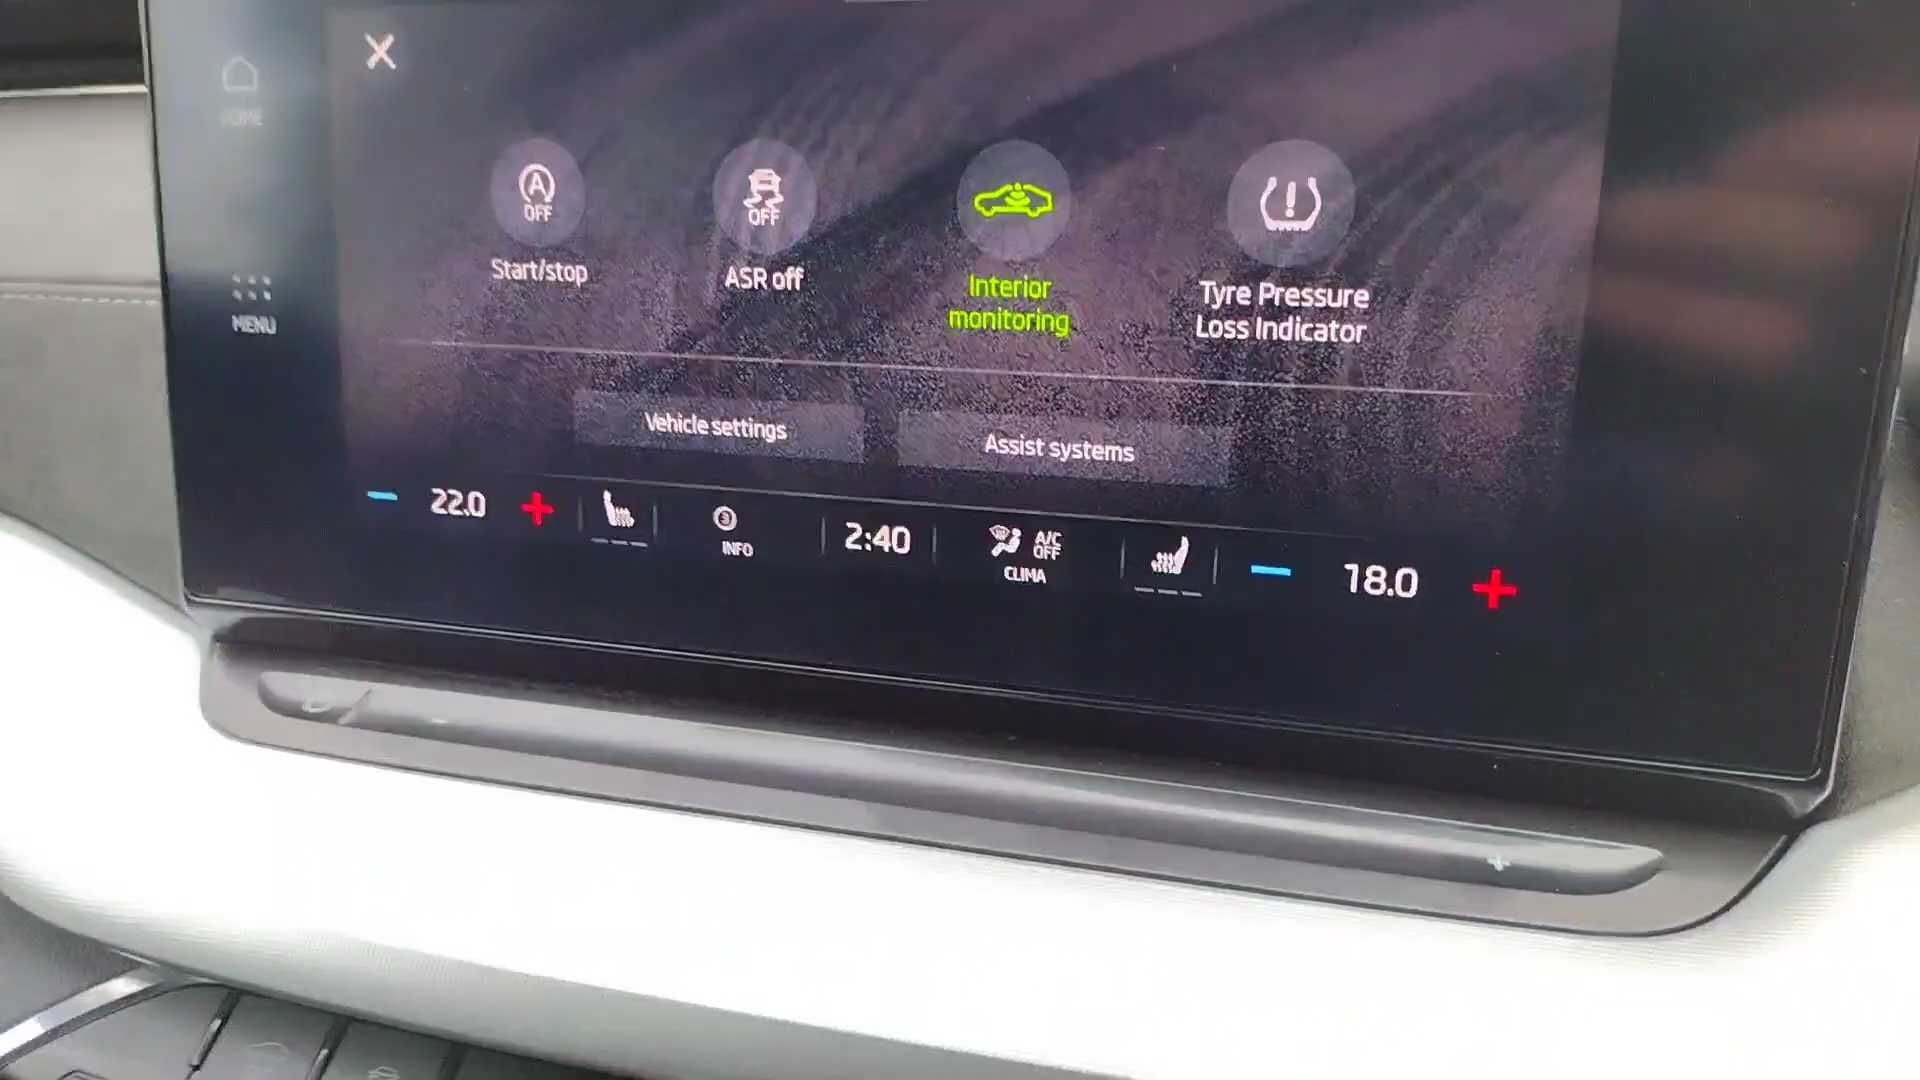 HOME
MENU
A
OFF
OFF
!
Start/stop
ASR off
Interior
monitoring
Tyre Pressure
Loss Indicator
Vehicle settings
Assist systems
22.0
3
INFO
2:40
A/C
OFF
CLIMA
18.0